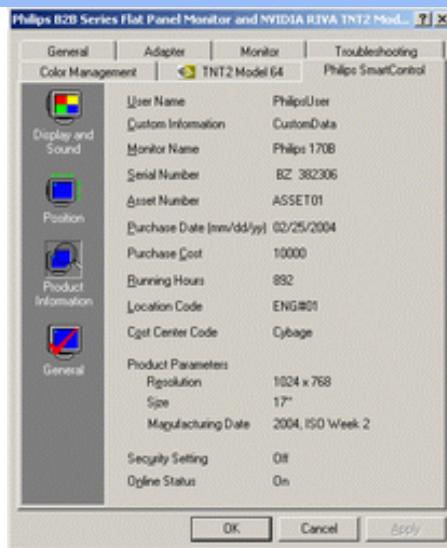 Philips B2B Series Flat Panel Monitor and NVIDIA RIVA TNT2 Mod...
General Adapter Monitor Troubleshooting
Color Management TNT2 Model 64 Philips SmartControl
Display and Sound
Position
Product Information
General
User Name PhilipsUser
Custom Information CustomData
Monitor Name Philips 170B
Serial Number BZ 382306
Asset Number ASSET01
Purchase Date (mm/dd/yy) 02/25/2004
Purchase Cost 10000
Running Hours 892
Location Code ENG#01
Cost Center Code Cybage
Product Parameters
Resolution 1024 x 768
Size 17"
Manufacturing Date 2004, ISO Week 2
Security Setting Off
Online Status On
OK Cancel Apply